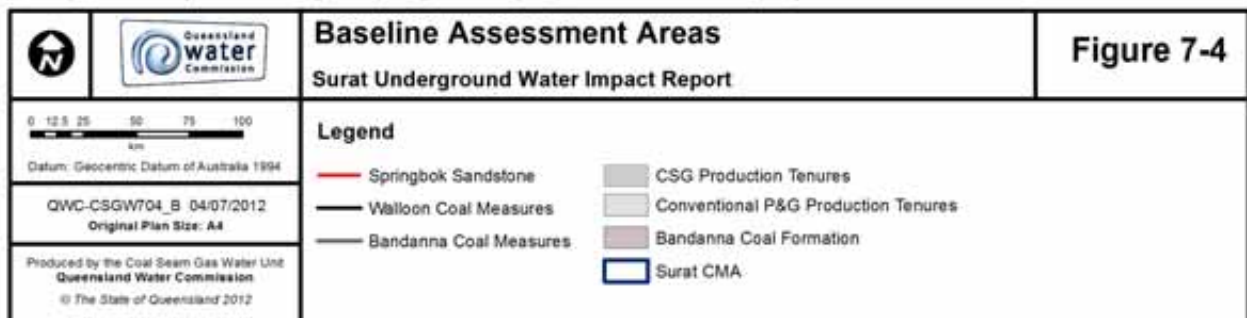 N
Queensland
water
Commission
Baseline Assessment Areas
Surat Underground Water Impact Report
Figure 7-4
0 12.5 25 50 75 100
km
Datum: Geocentric Datum of Australia 1994
QWC-CSGW704_B 04/07/2012
Original Plan Size: A4
Produced by the Coal Seam Gas Water Unit
Queensland Water Commission
© The State of Queensland 2012
Legend
Springbok Sandstone
Walloon Coal Measures
Bandanna Coal Measures
CSG Production Tenures
Conventional P&G Production Tenures
Bandanna Coal Formation
Surat CMA